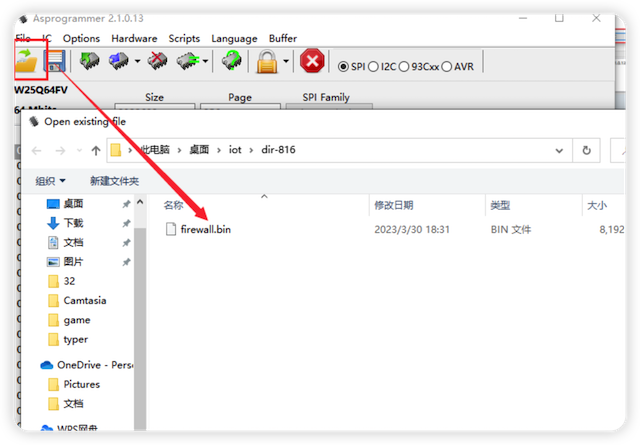 Asprogrammer 2.1.0.13
File IC Options Hardware Scripts Language Buffer
SPI I2C 93Cxx AVR
W25Q64FV
Size Page SPI Family
64 Mbits
Open existing file
此电脑 > 桌面 > iot > dir-816
组织 新建文件夹
名称 修改日期 类型 大小
桌面
firewall.bin 2023/3/30 18:31 BIN 文件 8,192
下载
文档
图片
32
Camtasia
game
typer
OneDrive - Pers
Pictures
文档
WPS网盘